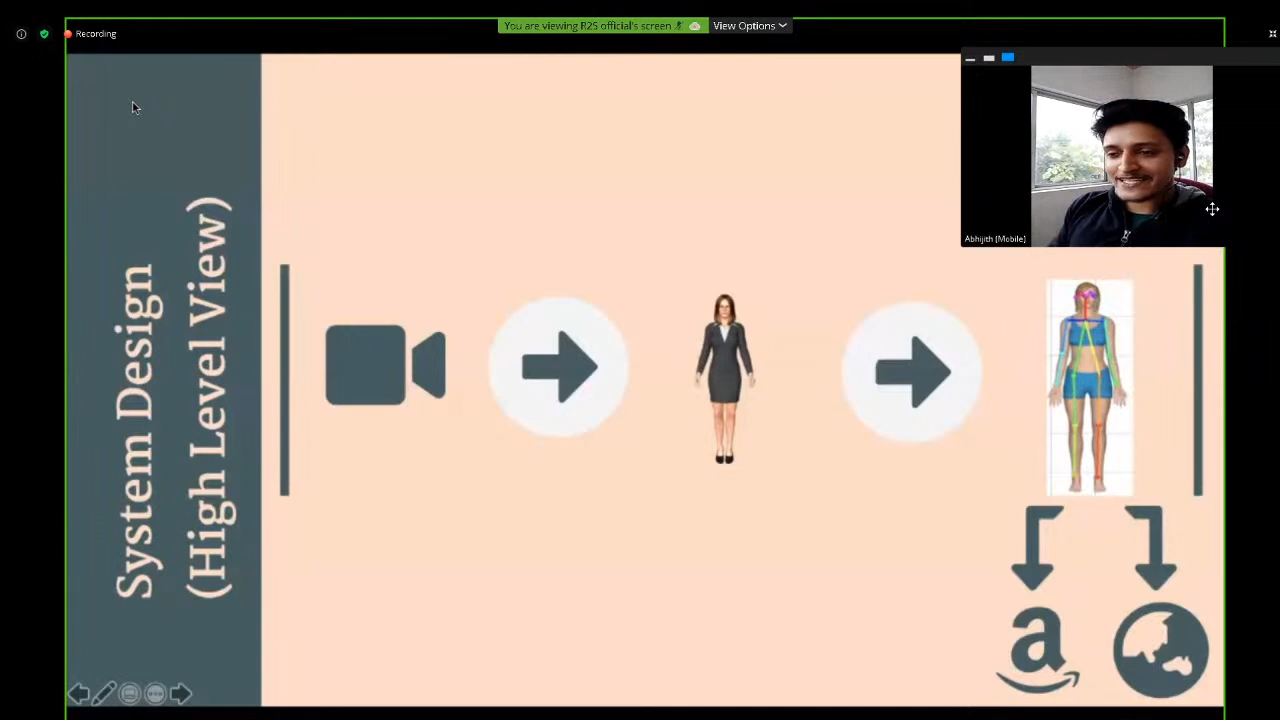 You are viewing R2S official's screen
View Options
Recording
Abhijith [Mobile]
System Design
(High Level View)
a